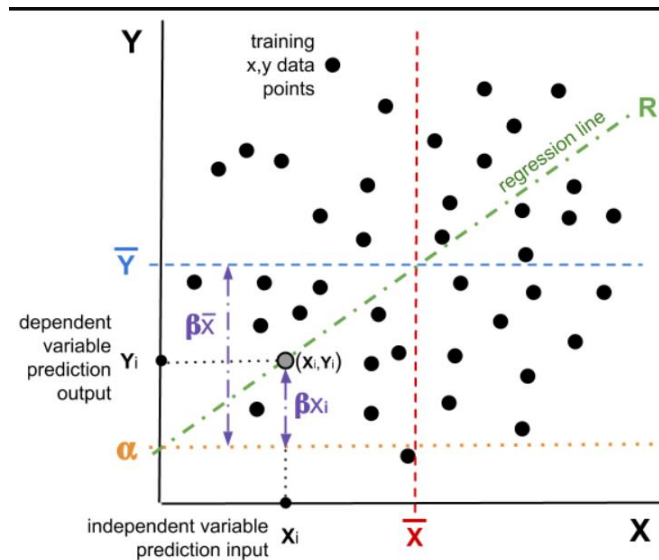 Y
training
x,y data
points
R
regression line
Y̅
βX̅
dependent
variable
prediction
output
Yi
(Xi,Yi)
βXi
α
independent variable
prediction input
Xi
X̅
X